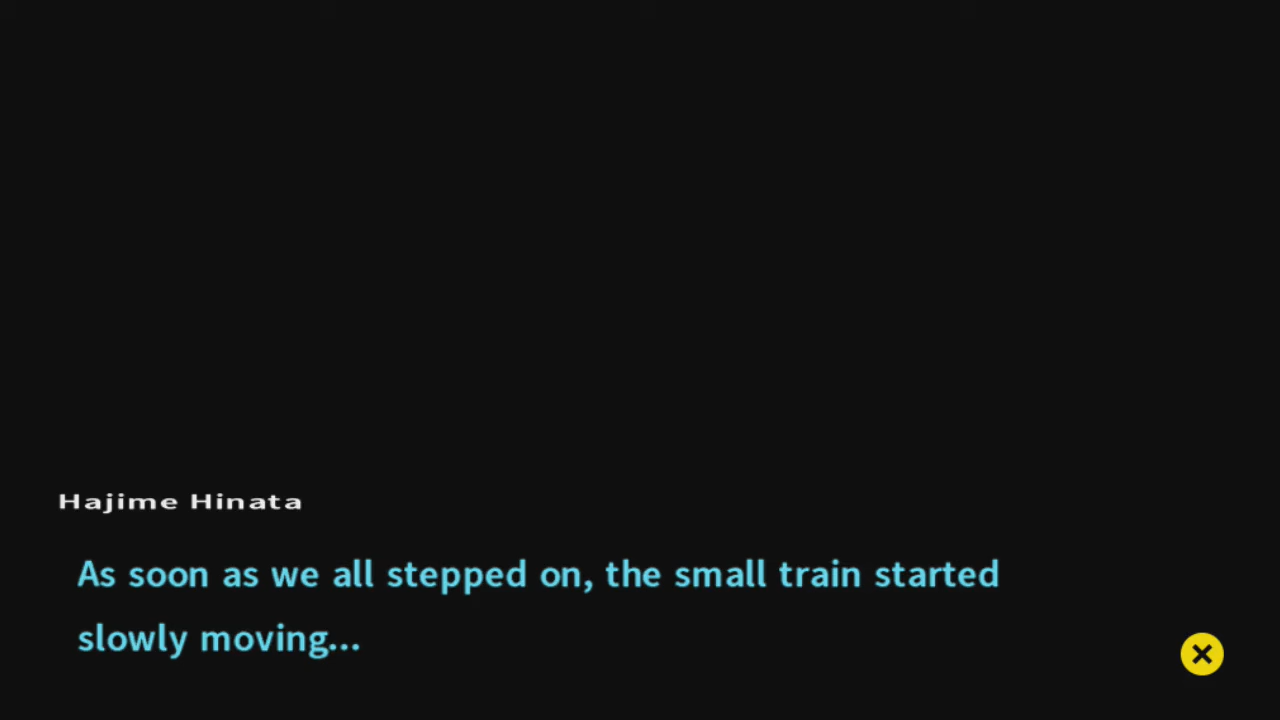 Hajime Hinata
As soon as we all stepped on, the small train started
slowly moving...